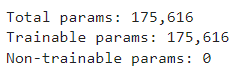 Total params: 175,616
Trainable params: 175,616
Non-trainable params: 0